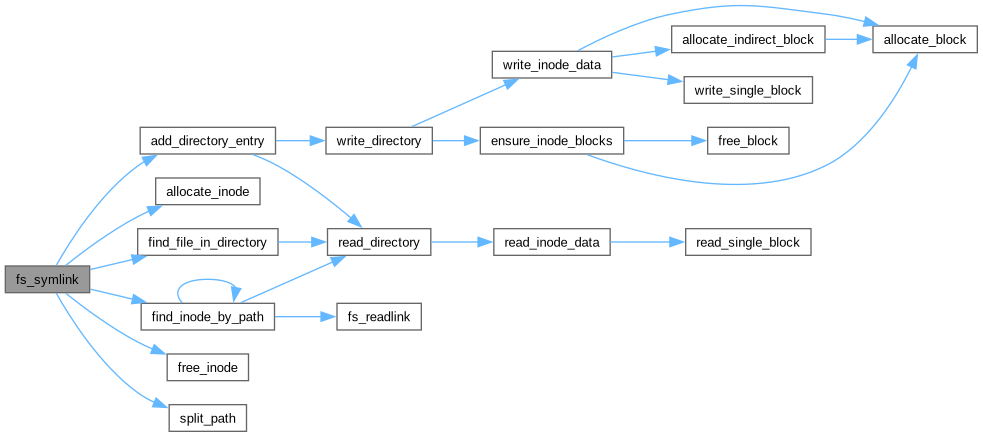 fs_symlink
add_directory_entry
allocate_inode
find_file_in_directory
find_inode_by_path
free_inode
split_path
write_directory
read_directory
fs_readlink
write_inode_data
ensure_inode_blocks
read_inode_data
allocate_indirect_block
write_single_block
free_block
read_single_block
allocate_block